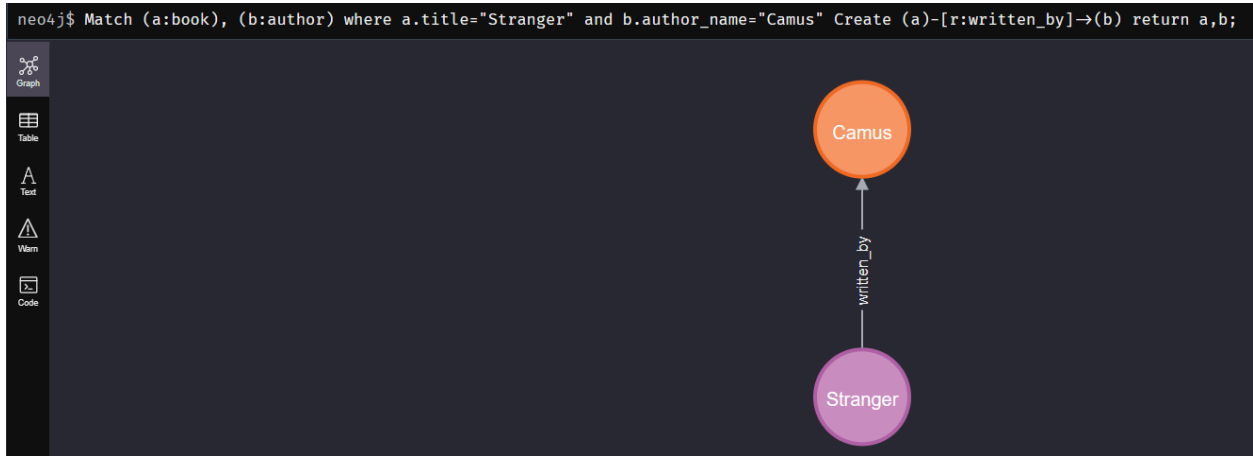 neo4j$ Match (a:book), (b:author) where a.title="Stranger" and b.author_name="Camus" Create (a)-[r:written_by]→(b) return a,b;
Graph
Table
Text
Warn
Code
Camus
written_by
Stranger